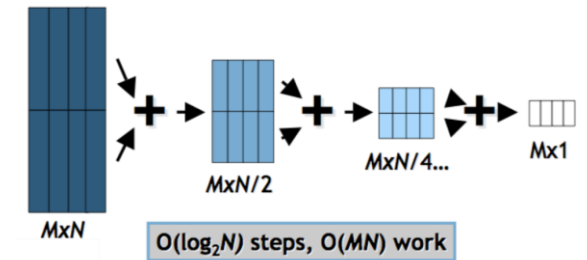 +
+
+
MxN
MxN/2
MxN/4...
Mx1
O(log₂N) steps, O(MN) work